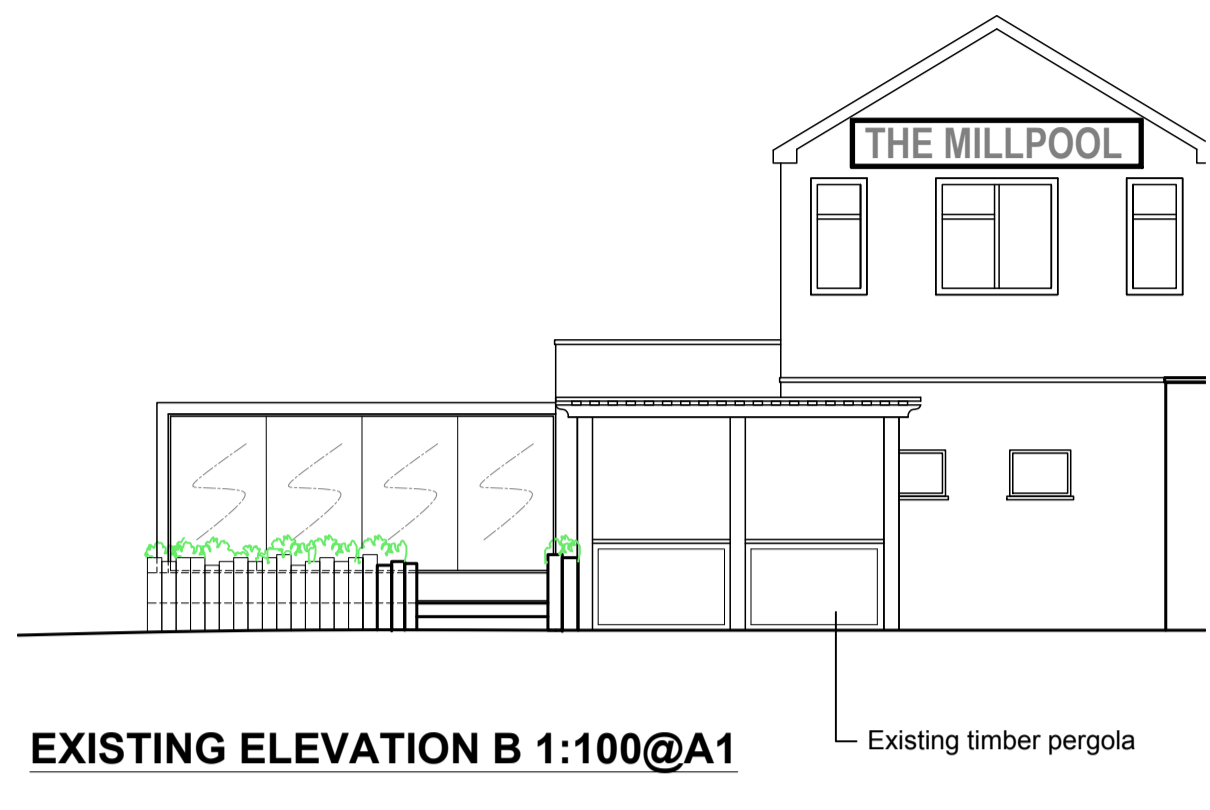 THE MILLPOOL
Existing timber pergola
EXISTING ELEVATION B 1:100@A1